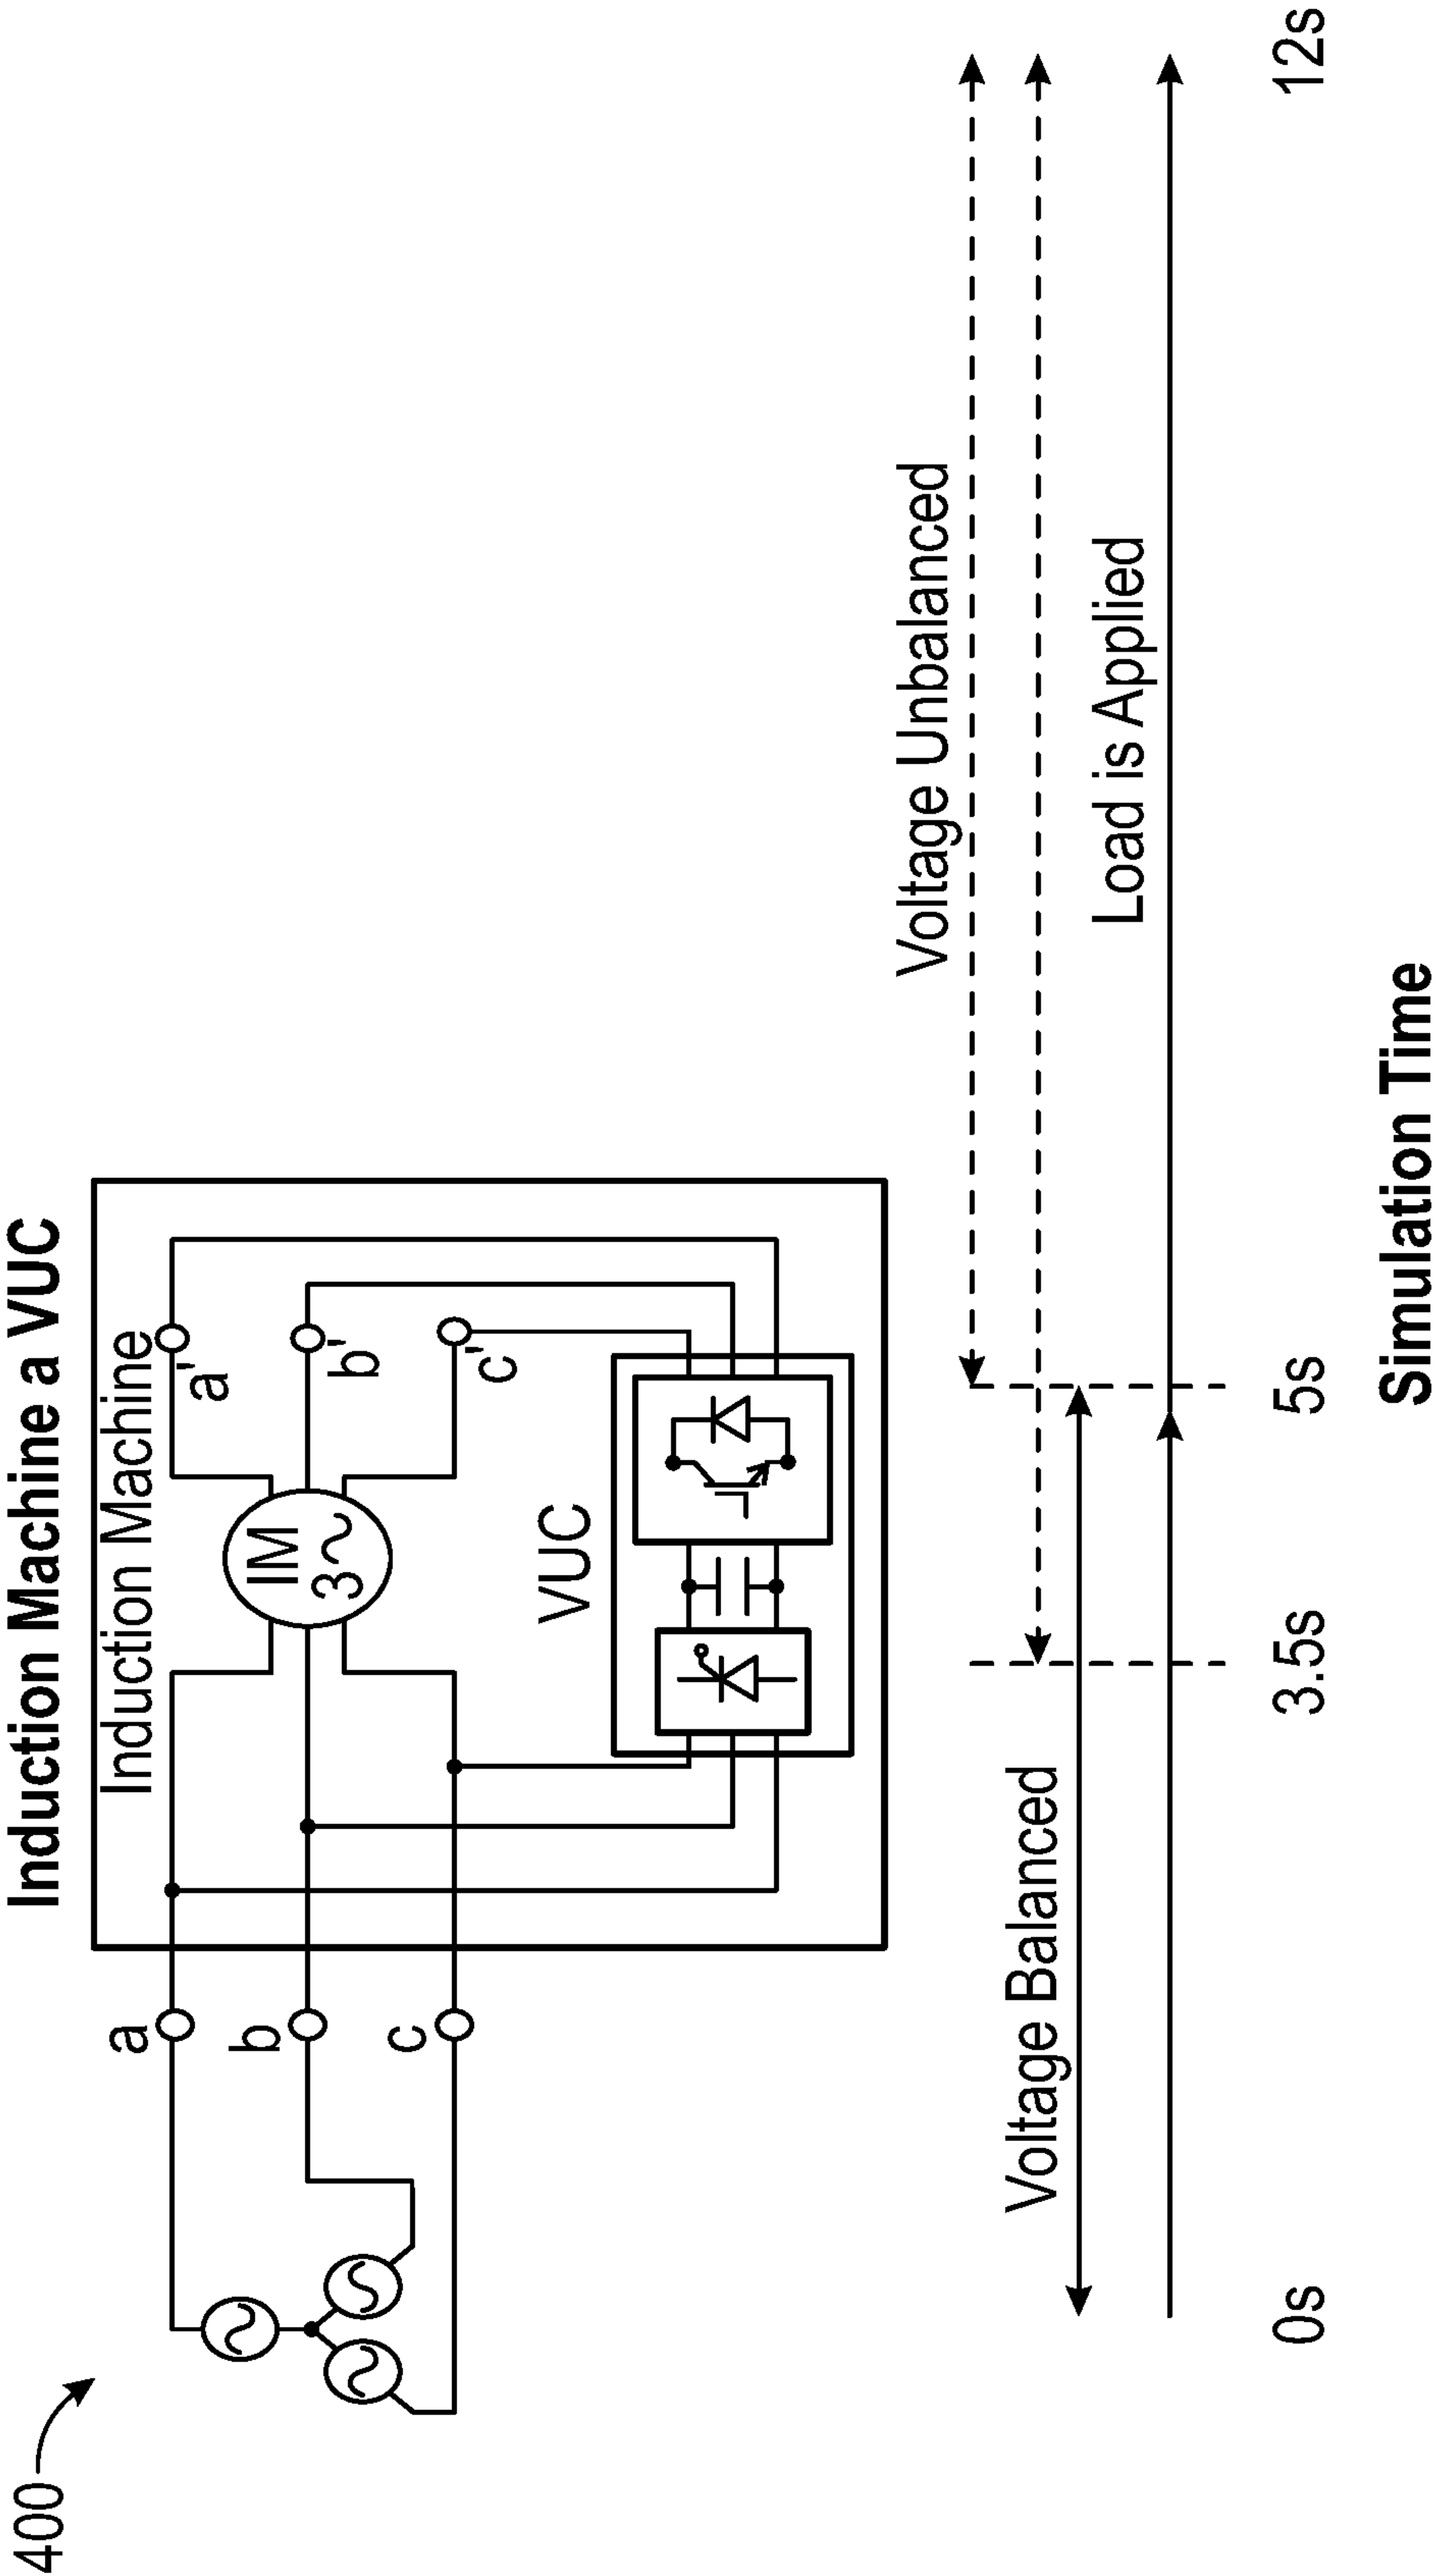 400
Induction Machine a VUC
Induction Machine
a
b
c
IM
3~
a'
b'
c'
VUC
Voltage Unbalanced
Voltage Balanced
Load is Applied
0s
3.5s
5s
12s
Simulation Time